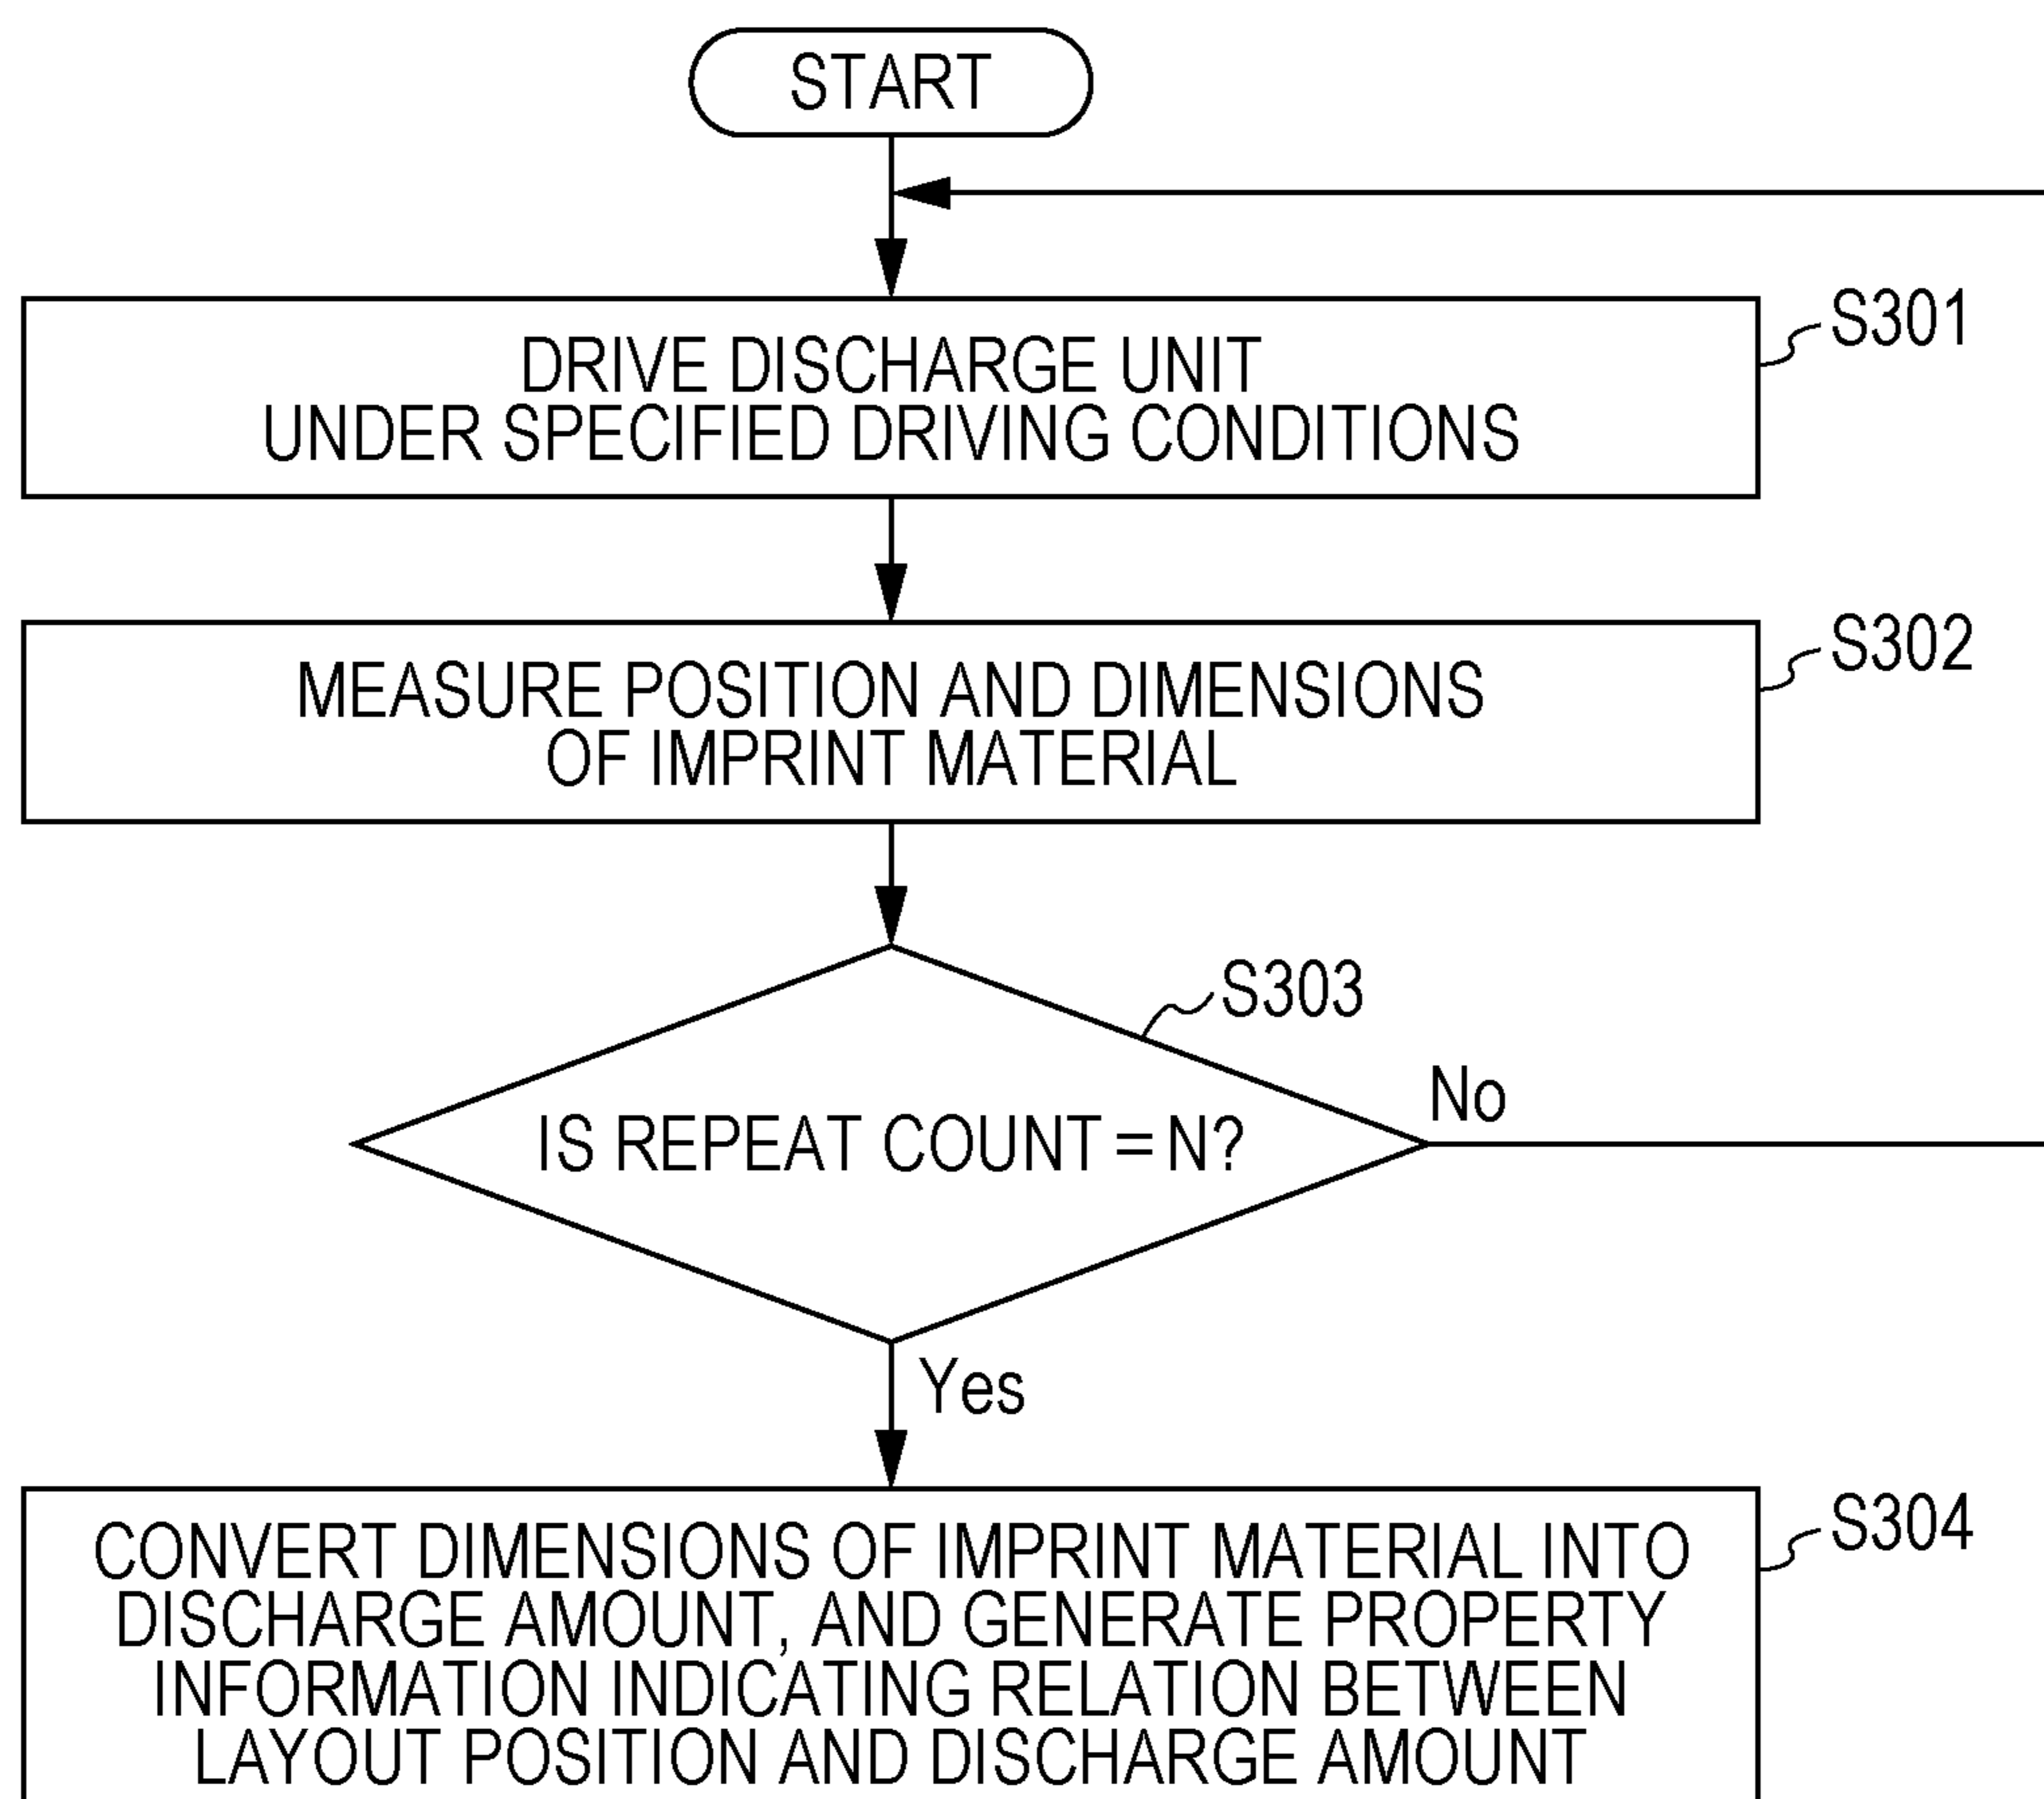 START
DRIVE DISCHARGE UNIT
UNDER SPECIFIED DRIVING CONDITIONS
S301
MEASURE POSITION AND DIMENSIONS
OF IMPRINT MATERIAL
S302
S303
IS REPEAT COUNT = N?
No
Yes
CONVERT DIMENSIONS OF IMPRINT MATERIAL INTO
DISCHARGE AMOUNT, AND GENERATE PROPERTY
INFORMATION INDICATING RELATION BETWEEN
LAYOUT POSITION AND DISCHARGE AMOUNT
S304